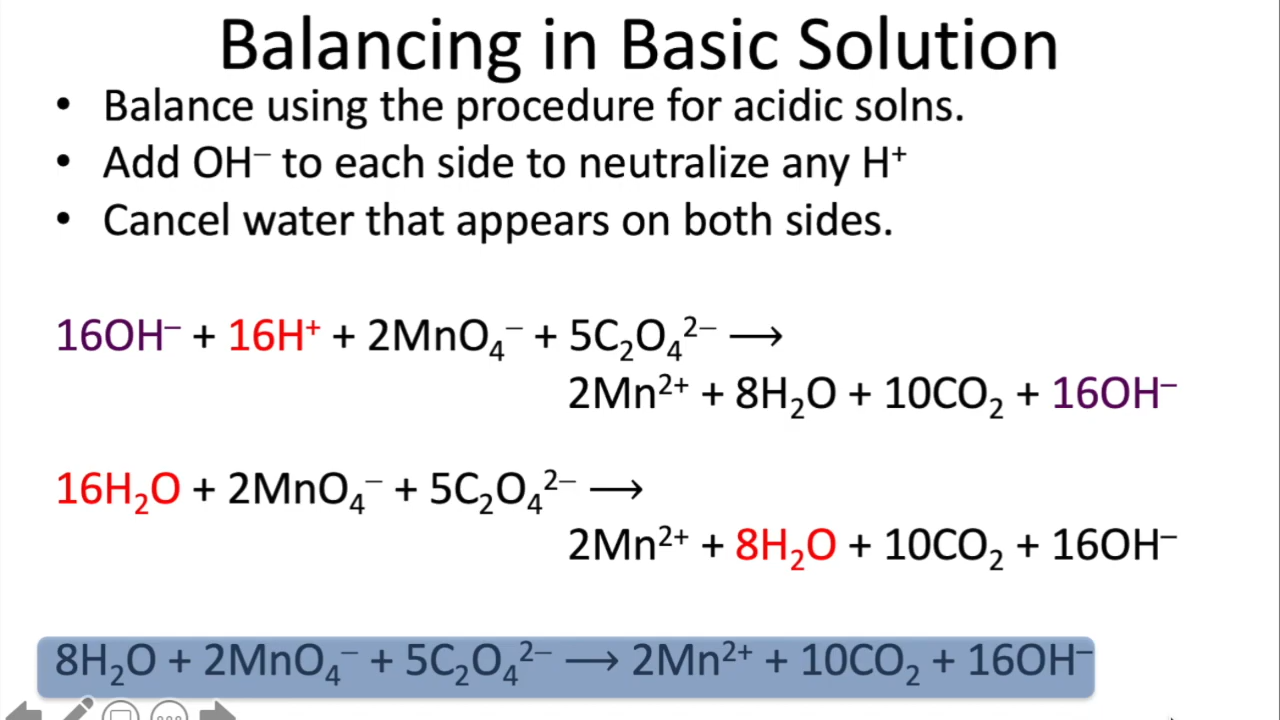 Balancing in Basic Solution
• Balance using the procedure for acidic solns.
• Add OH⁻ to each side to neutralize any H⁺
• Cancel water that appears on both sides.
16OH⁻ + 16H⁺ + 2MnO₄⁻ + 5C₂O₄²⁻ ⟶
2Mn²⁺ + 8H₂O + 10CO₂ + 16OH⁻
16H₂O + 2MnO₄⁻ + 5C₂O₄²⁻ ⟶
2Mn²⁺ + 8H₂O + 10CO₂ + 16OH⁻
8H₂O + 2MnO₄⁻ + 5C₂O₄²⁻ ⟶ 2Mn²⁺ + 10CO₂ + 16OH⁻